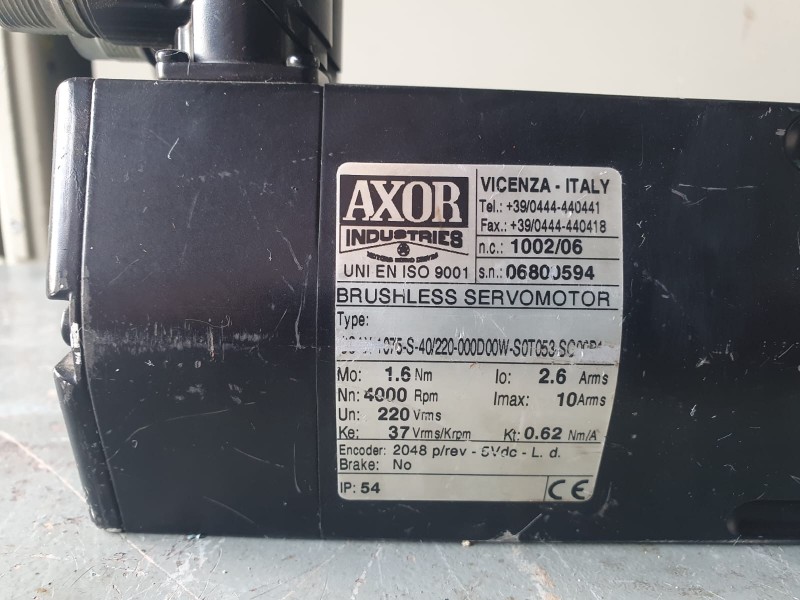 AXOR
INDUSTRIES
UNI EN ISO 9001
VICENZA - ITALY
Tel.: +39/0444-440441
Fax.: +39/0444-440418
n.c.: 1002/06
s.n.: 06800594
BRUSHLESS SERVOMOTOR
Type:
Mo: 1.6 Nm Io: 2.6 Arms
Nn: 4000 Rpm Imax: 10 Arms
Un: 220 Vrms
Ke: 37 Vrms/Krpm Kt: 0.62 Nm/A
Encoder: 2048 p/rev - 5Vdc - L. d.
Brake: No
IP: 54 CE